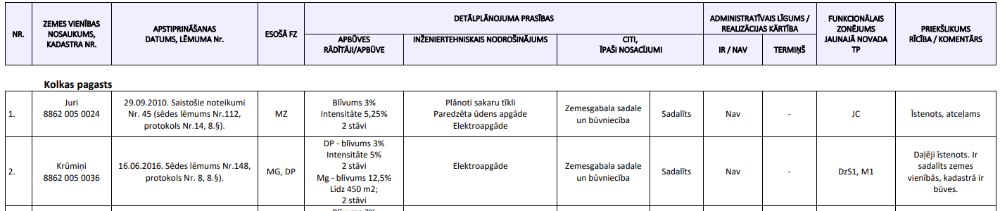 NR.
ZEMES VIENĪBAS
NOSAUKUMS,
KADASTRA NR.
APSTIPRINĀŠANAS
DATUMS, LĒMUMA Nr.
ESOŠĀ FZ
DETĀLPLĀNOJUMA PRASĪBAS
APBŪVES
RĀDĪTĀJI/APBŪVE
INŽENIERTEHNISKAIS NODROŠINĀJUMS
CITI,
ĪPAŠI NOSACĪJUMI
ADMINISTRATĪVAIS LĪGUMS /
REALIZĀCIJAS KĀRTĪBA
IR / NAV
TERMIŅŠ
FUNKCIONĀLAIS
ZONĒJUMS
JAUNAJĀ NOVADA
TP
PRIEKŠLIKUMS
RĪCĪBA / KOMENTĀRS
Kolkas pagasts
1.
Juri
8862 005 0024
29.09.2010. Saistošie noteikumi
Nr. 45 (sēdes lēmums Nr.112,
protokols Nr.14, 8.§).
MZ
Blīvums 3%
Intensitāte 5,25%
2 stāvi
Plānoti sakaru tīkli
Paredzēta ūdens apgāde
Elektroapgāde
Zemesgabala sadale
un būvniecība
Sadalīts
Nav
-
JC
Īstenots, atceļams
2.
Krūmiņi
8862 005 0036
16.06.2016. Sēdes lēmums Nr.148,
protokols Nr. 8, 8.§).
MG, DP
DP - blīvums 3%
Intensitāte 5%
2 stāvi
Mg - blīvums 12,5%
Līdz 450 m2;
2 stāvi
Elektroapgāde
Zemesgabala sadale
un būvniecība
Sadalīts
Nav
-
DzS1, M1
Daļēji īstenots. Ir
sadalīts zemes
vienībās, kadastrā ir
būves.